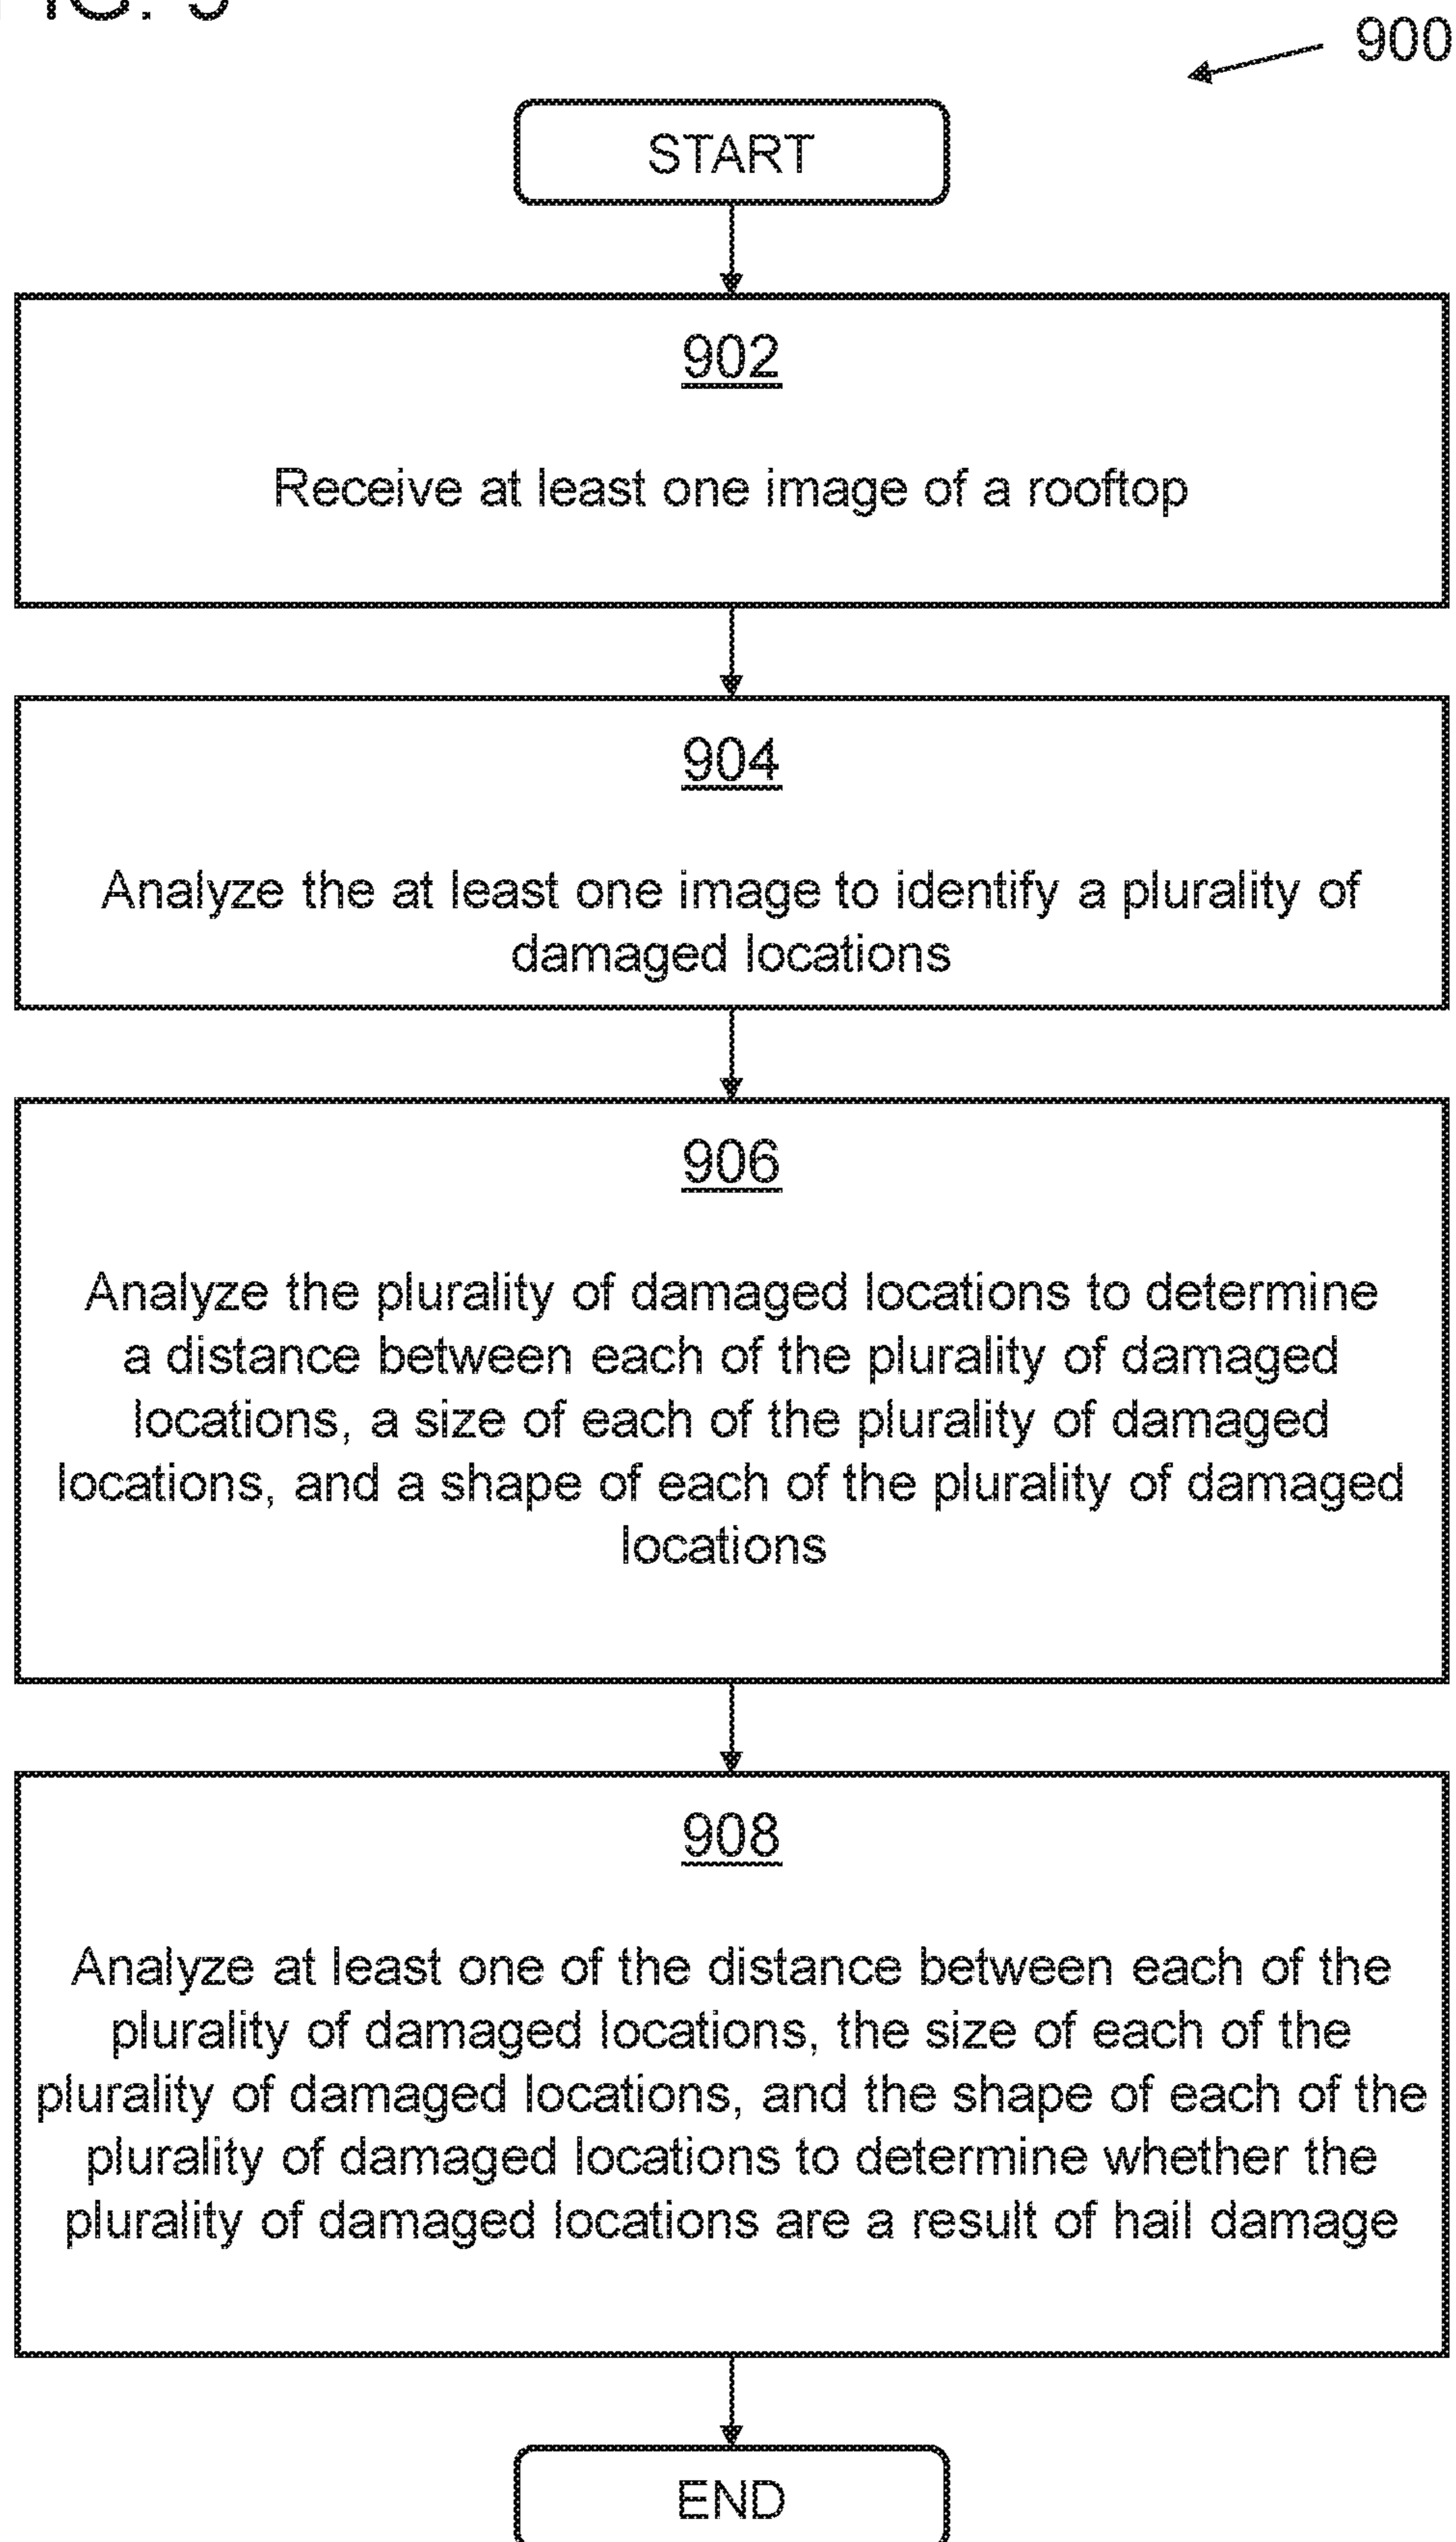 FIG. 9
900
START
902
Receive at least one image of a rooftop
904
Analyze the at least one image to identify a plurality of
damaged locations
906
Analyze the plurality of damaged locations to determine
a distance between each of the plurality of damaged
locations, a size of each of the plurality of damaged
locations, and a shape of each of the plurality of damaged
locations
908
Analyze at least one of the distance between each of the
plurality of damaged locations, the size of each of the
plurality of damaged locations, and the shape of each of the
plurality of damaged locations to determine whether the
plurality of damaged locations are a result of hail damage
END